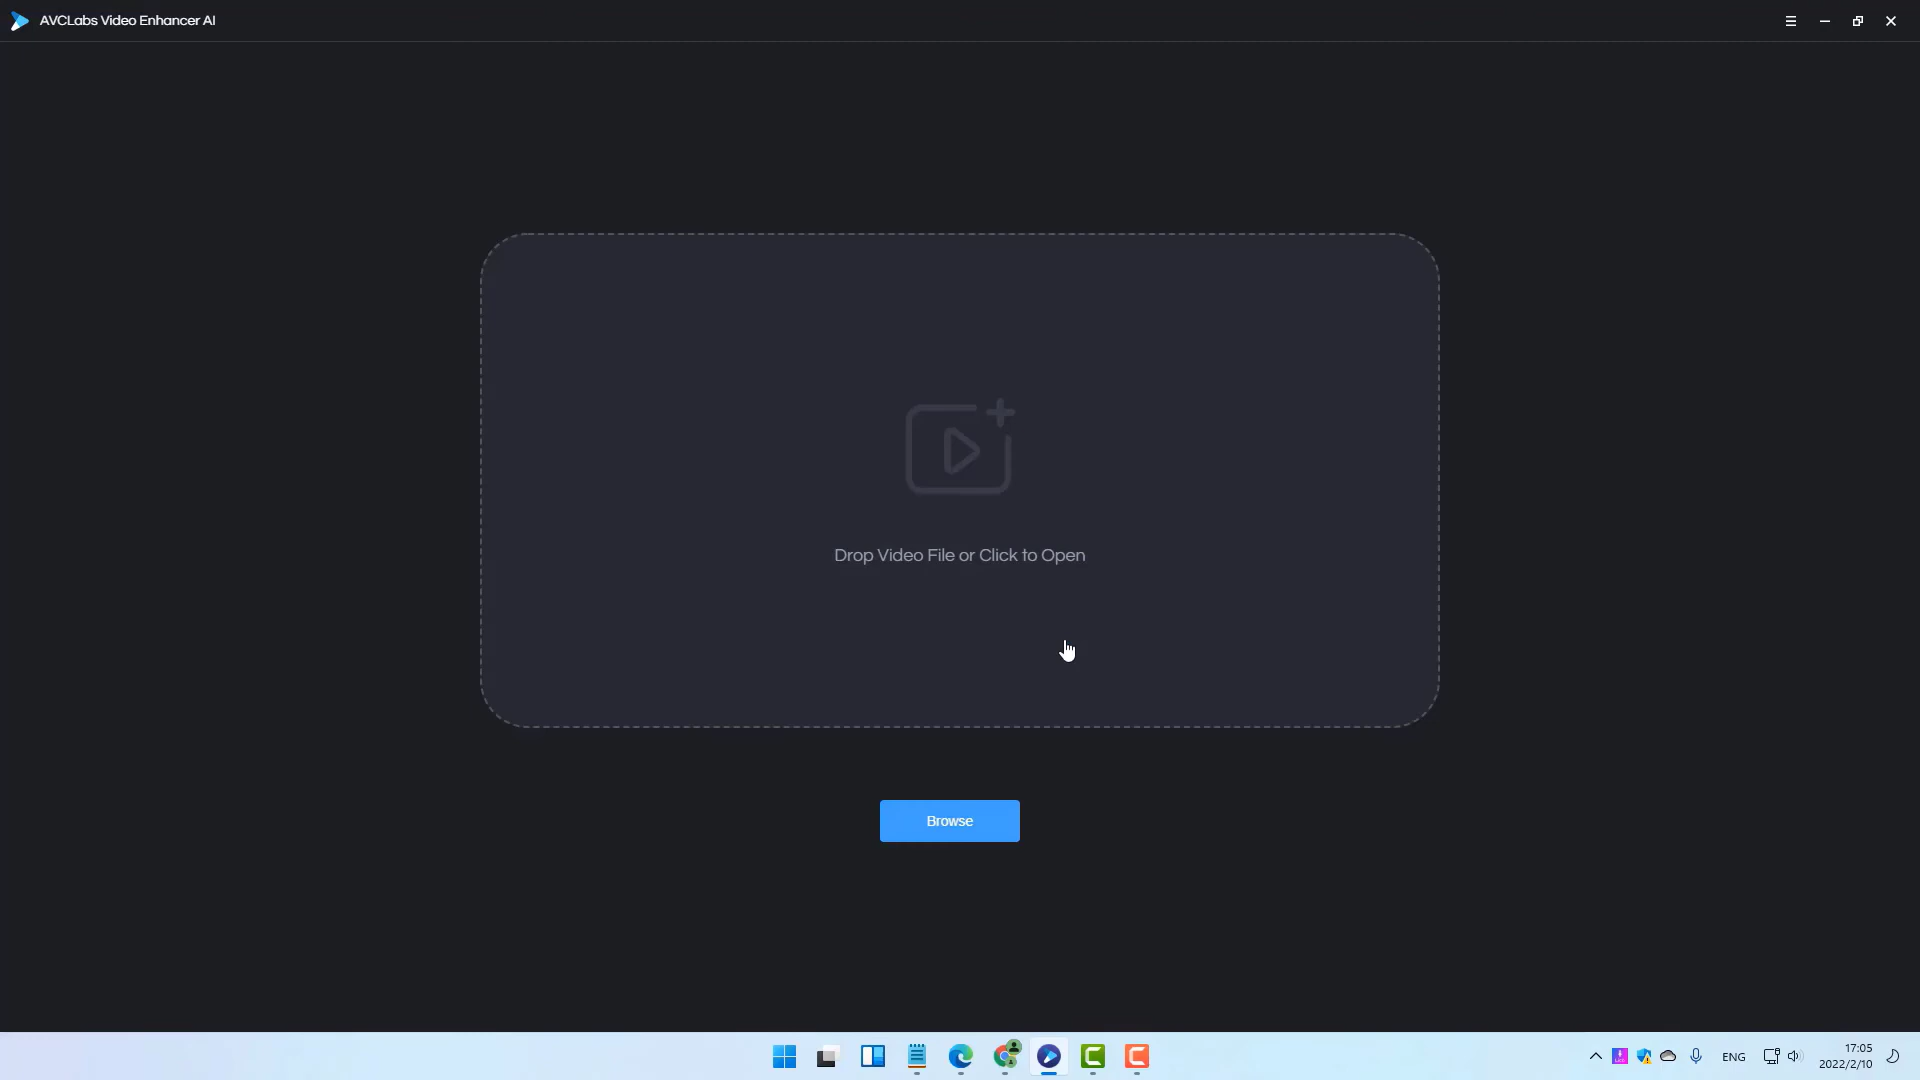 AVCLabs Video Enhancer AI
Drop Video File or Click to Open
Browse
ENG
17:05
2022/2/10